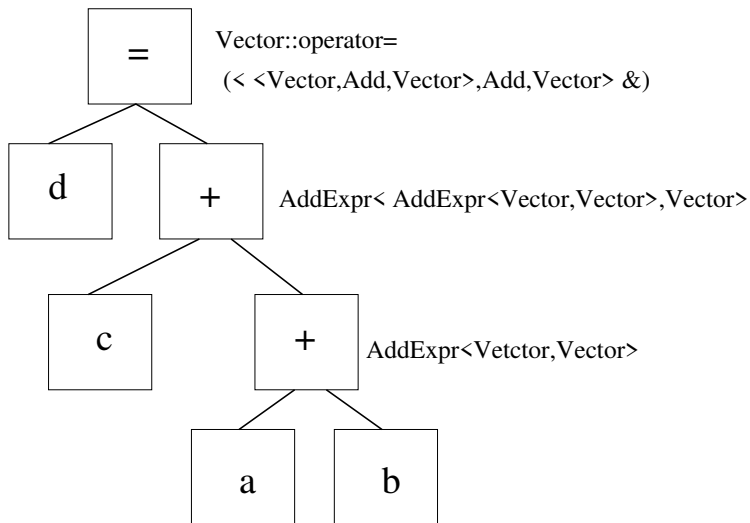 =
Vector::operator=
(< <Vector,Add,Vector>,Add,Vector> &)
d
+
AddExpr< AddExpr<Vector,Vector>,Vector>
c
+
AddExpr<Vetctor,Vector>
a
b